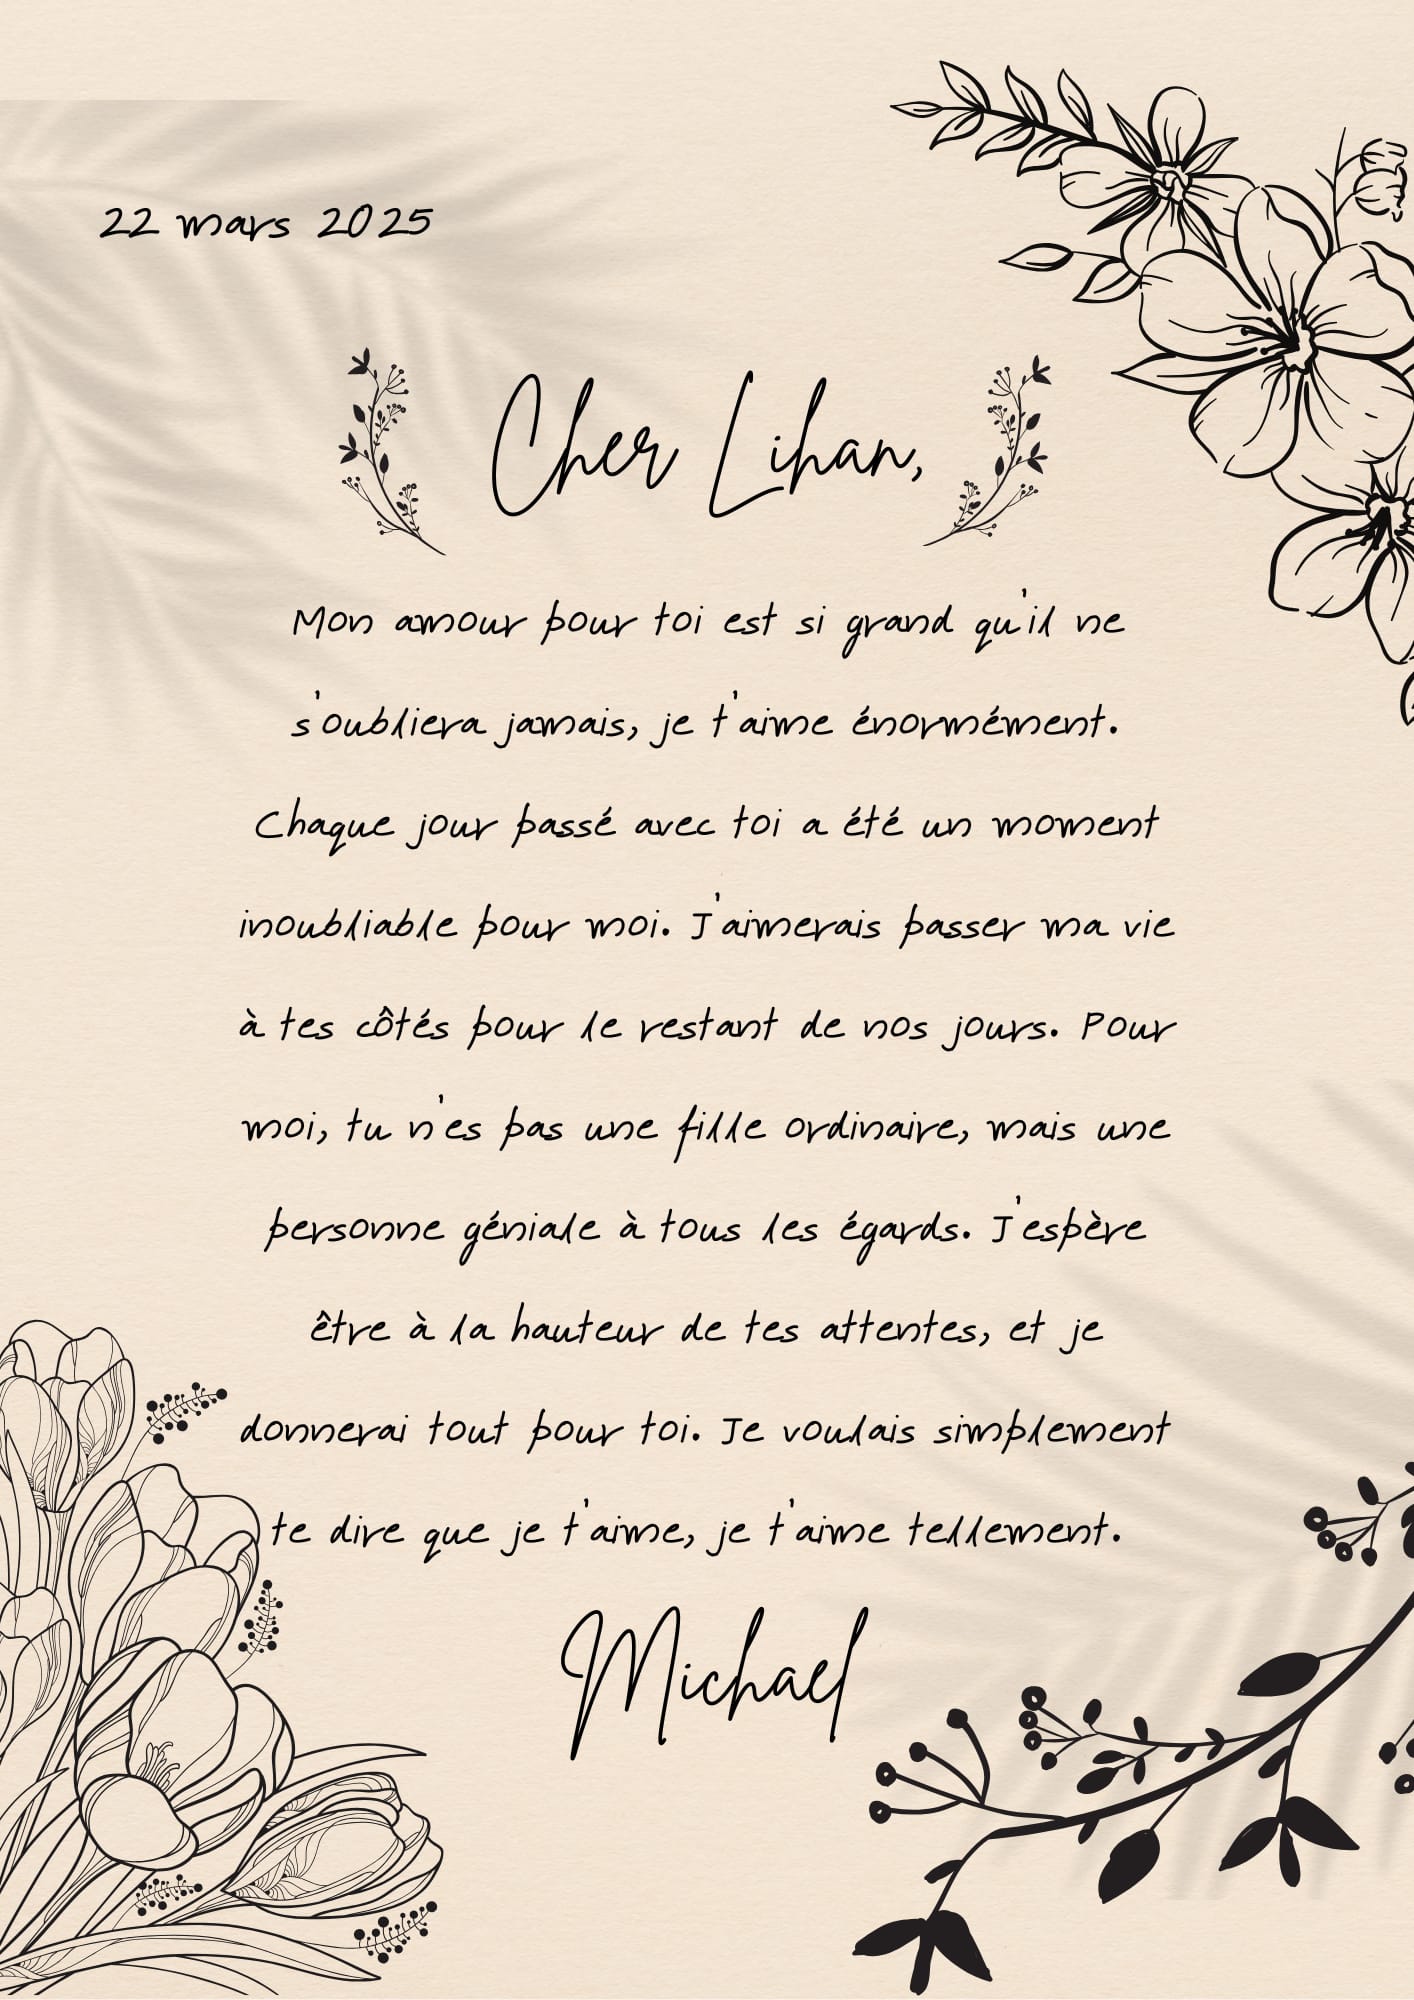 22 mars 2025
Cher Lihan,
Mon amour pour toi est si grand qu'il ne
s'oubliera jamais, je t'aime énormément.
Chaque jour passé avec toi a été un moment
inoubliable pour moi. J'aimerais passer ma vie
à tes côtés pour le restant de nos jours. Pour
moi, tu n'es pas une fille ordinaire, mais une
personne géniale à tous les égards. J'espère
être à la hauteur de tes attentes, et je
donnerai tout pour toi. Je voulais simplement
te dire que je t'aime, je t'aime tellement.
Michael